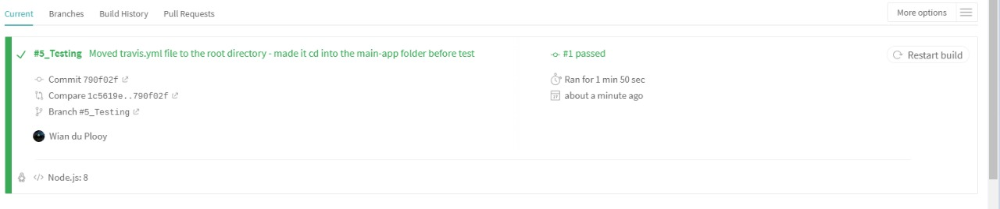 Current Branches Build History Pull Requests More options
#5_Testing Moved travis.yml file to the root directory - made it cd into the main-app folder before test
#1 passed
Restart build
Commit 790f02f
Ran for 1 min 50 sec
Compare 1c5619e..790f02f
about a minute ago
Branch #5_Testing
Wian du Plooy
</> Node.js: 8